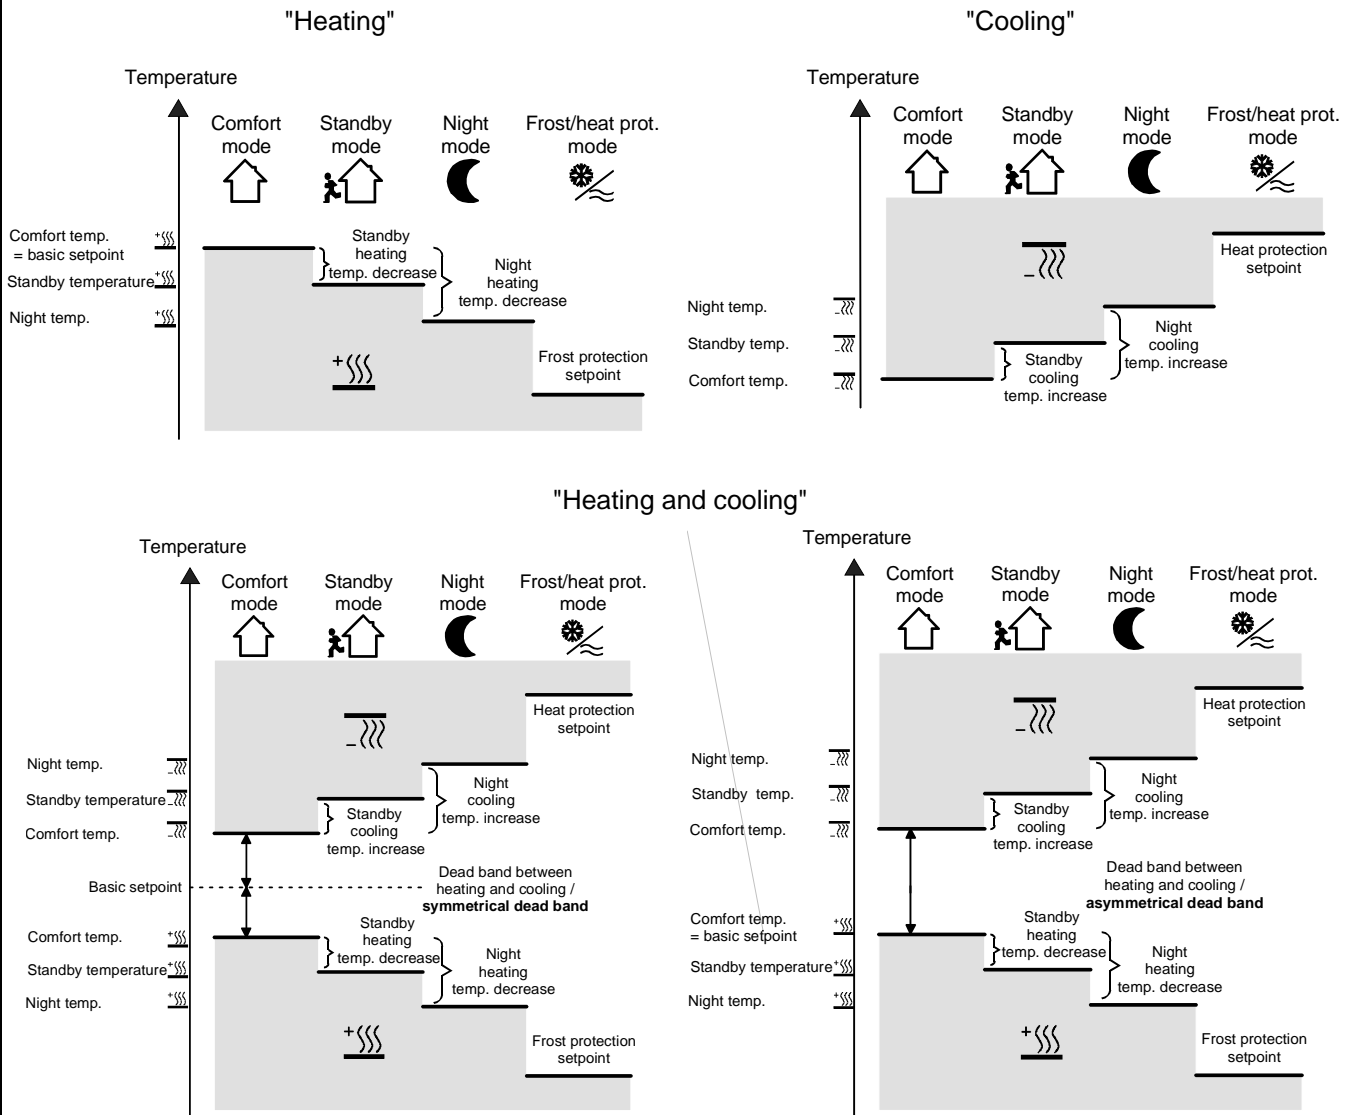 "Heating"
Temperature
Comfort
mode
Standby
mode
Night
mode
Frost/heat prot.
mode
Comfort temp.
= basic setpoint
Standby temperature
Night temp.
Standby
heating
temp. decrease
Night
heating
temp. decrease
Frost protection
setpoint
"Cooling"
Temperature
Comfort
mode
Standby
mode
Night
mode
Frost/heat prot.
mode
Heat protection
setpoint
Night temp.
Standby temp.
Comfort temp.
Standby
cooling
temp. increase
Night
cooling
temp. increase
"Heating and cooling"
Temperature
Comfort
mode
Standby
mode
Night
mode
Frost/heat prot.
mode
Heat protection
setpoint
Night temp.
Standby temperature
Comfort temp.
Standby
cooling
temp. increase
Night
cooling
temp. increase
Basic setpoint
Dead band between
heating and cooling /
symmetrical dead band
Comfort temp.
Standby temperature
Night temp.
Standby
heating
temp. decrease
Night
heating
temp. decrease
Frost protection
setpoint
Temperature
Comfort
mode
Standby
mode
Night
mode
Frost/heat prot.
mode
Heat protection
setpoint
Night temp.
Standby temp.
Comfort temp.
Standby
cooling
temp. increase
Night
cooling
temp. increase
Dead band between
heating and cooling /
asymmetrical dead band
Comfort temp.
= basic setpoint
Standby temperature
Night temp.
Standby
heating
temp. decrease
Night
heating
temp. decrease
Frost protection
setpoint